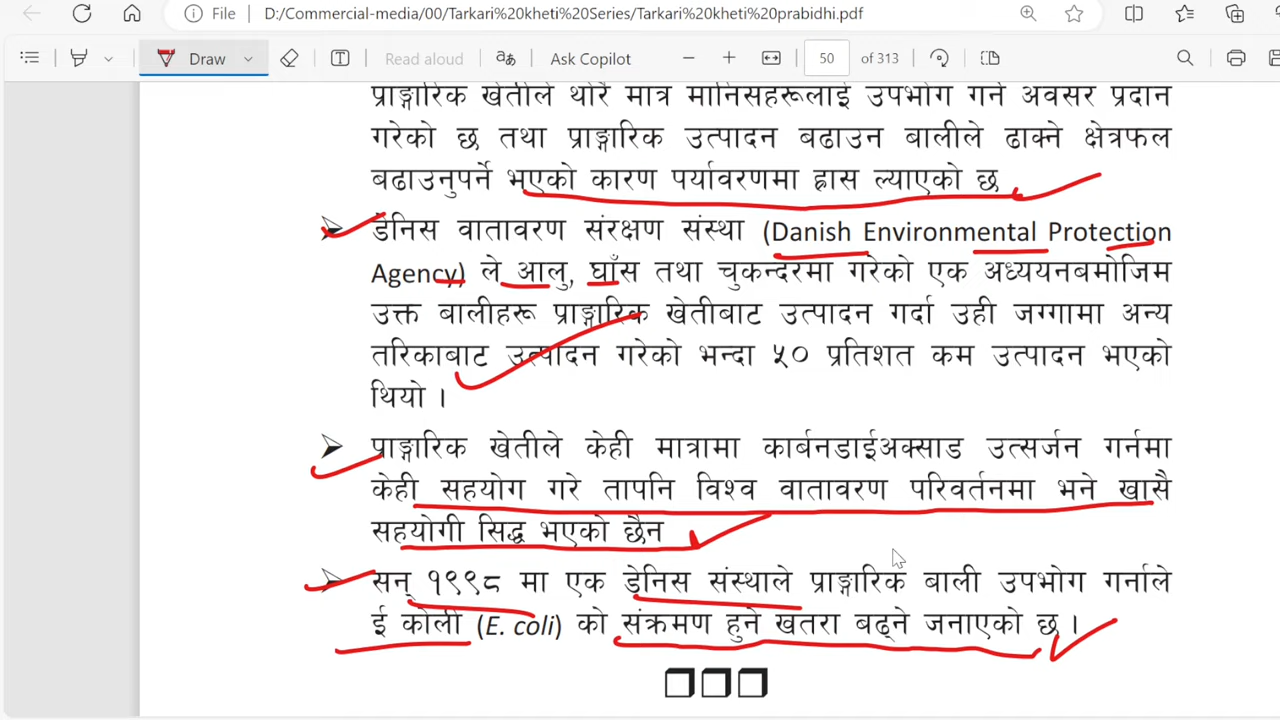 File D:/Commercial-media/00/Tarkari%20kheti%20Series/Tarkari%20kheti%20prabidhi.pdf
Draw Read aloud Ask Copilot 50 of 313
प्राङ्गारिक खेतीले थोरै मात्र मानिसहरूलाई उपभोग गर्ने अवसर प्रदान
गरेको छ तथा प्राङ्गारिक उत्पादन बढाउन बालीले ढाक्ने क्षेत्रफल
बढाउनुपर्ने भएको कारण पर्यावरणमा ह्रास ल्याएको छ
➢ डेनिस वातावरण संरक्षण संस्था (Danish Environmental Protection
Agency) ले आलु, घाँस तथा चुकन्दरमा गरेको एक अध्ययनबमोजिम
उक्त बालीहरू प्राङ्गारिक खेतीबाट उत्पादन गर्दा उही जग्गामा अन्य
तरिकाबाट उत्पादन गरेको भन्दा ५० प्रतिशत कम उत्पादन भएको
थियो ।
➢ प्राङ्गारिक खेतीले केही मात्रामा कार्बनडाईअक्साड उत्सर्जन गर्नमा
केही सहयोग गरे तापनि विश्व वातावरण परिवर्तनमा भने खासै
सहयोगी सिद्ध भएको छैन
➢ सन् १९९८ मा एक डेनिस संस्थाले प्राङ्गारिक बाली उपभोग गर्नाले
ई कोली (E. coli) को संक्रमण हुने खतरा बढ्ने जनाएको छ ।